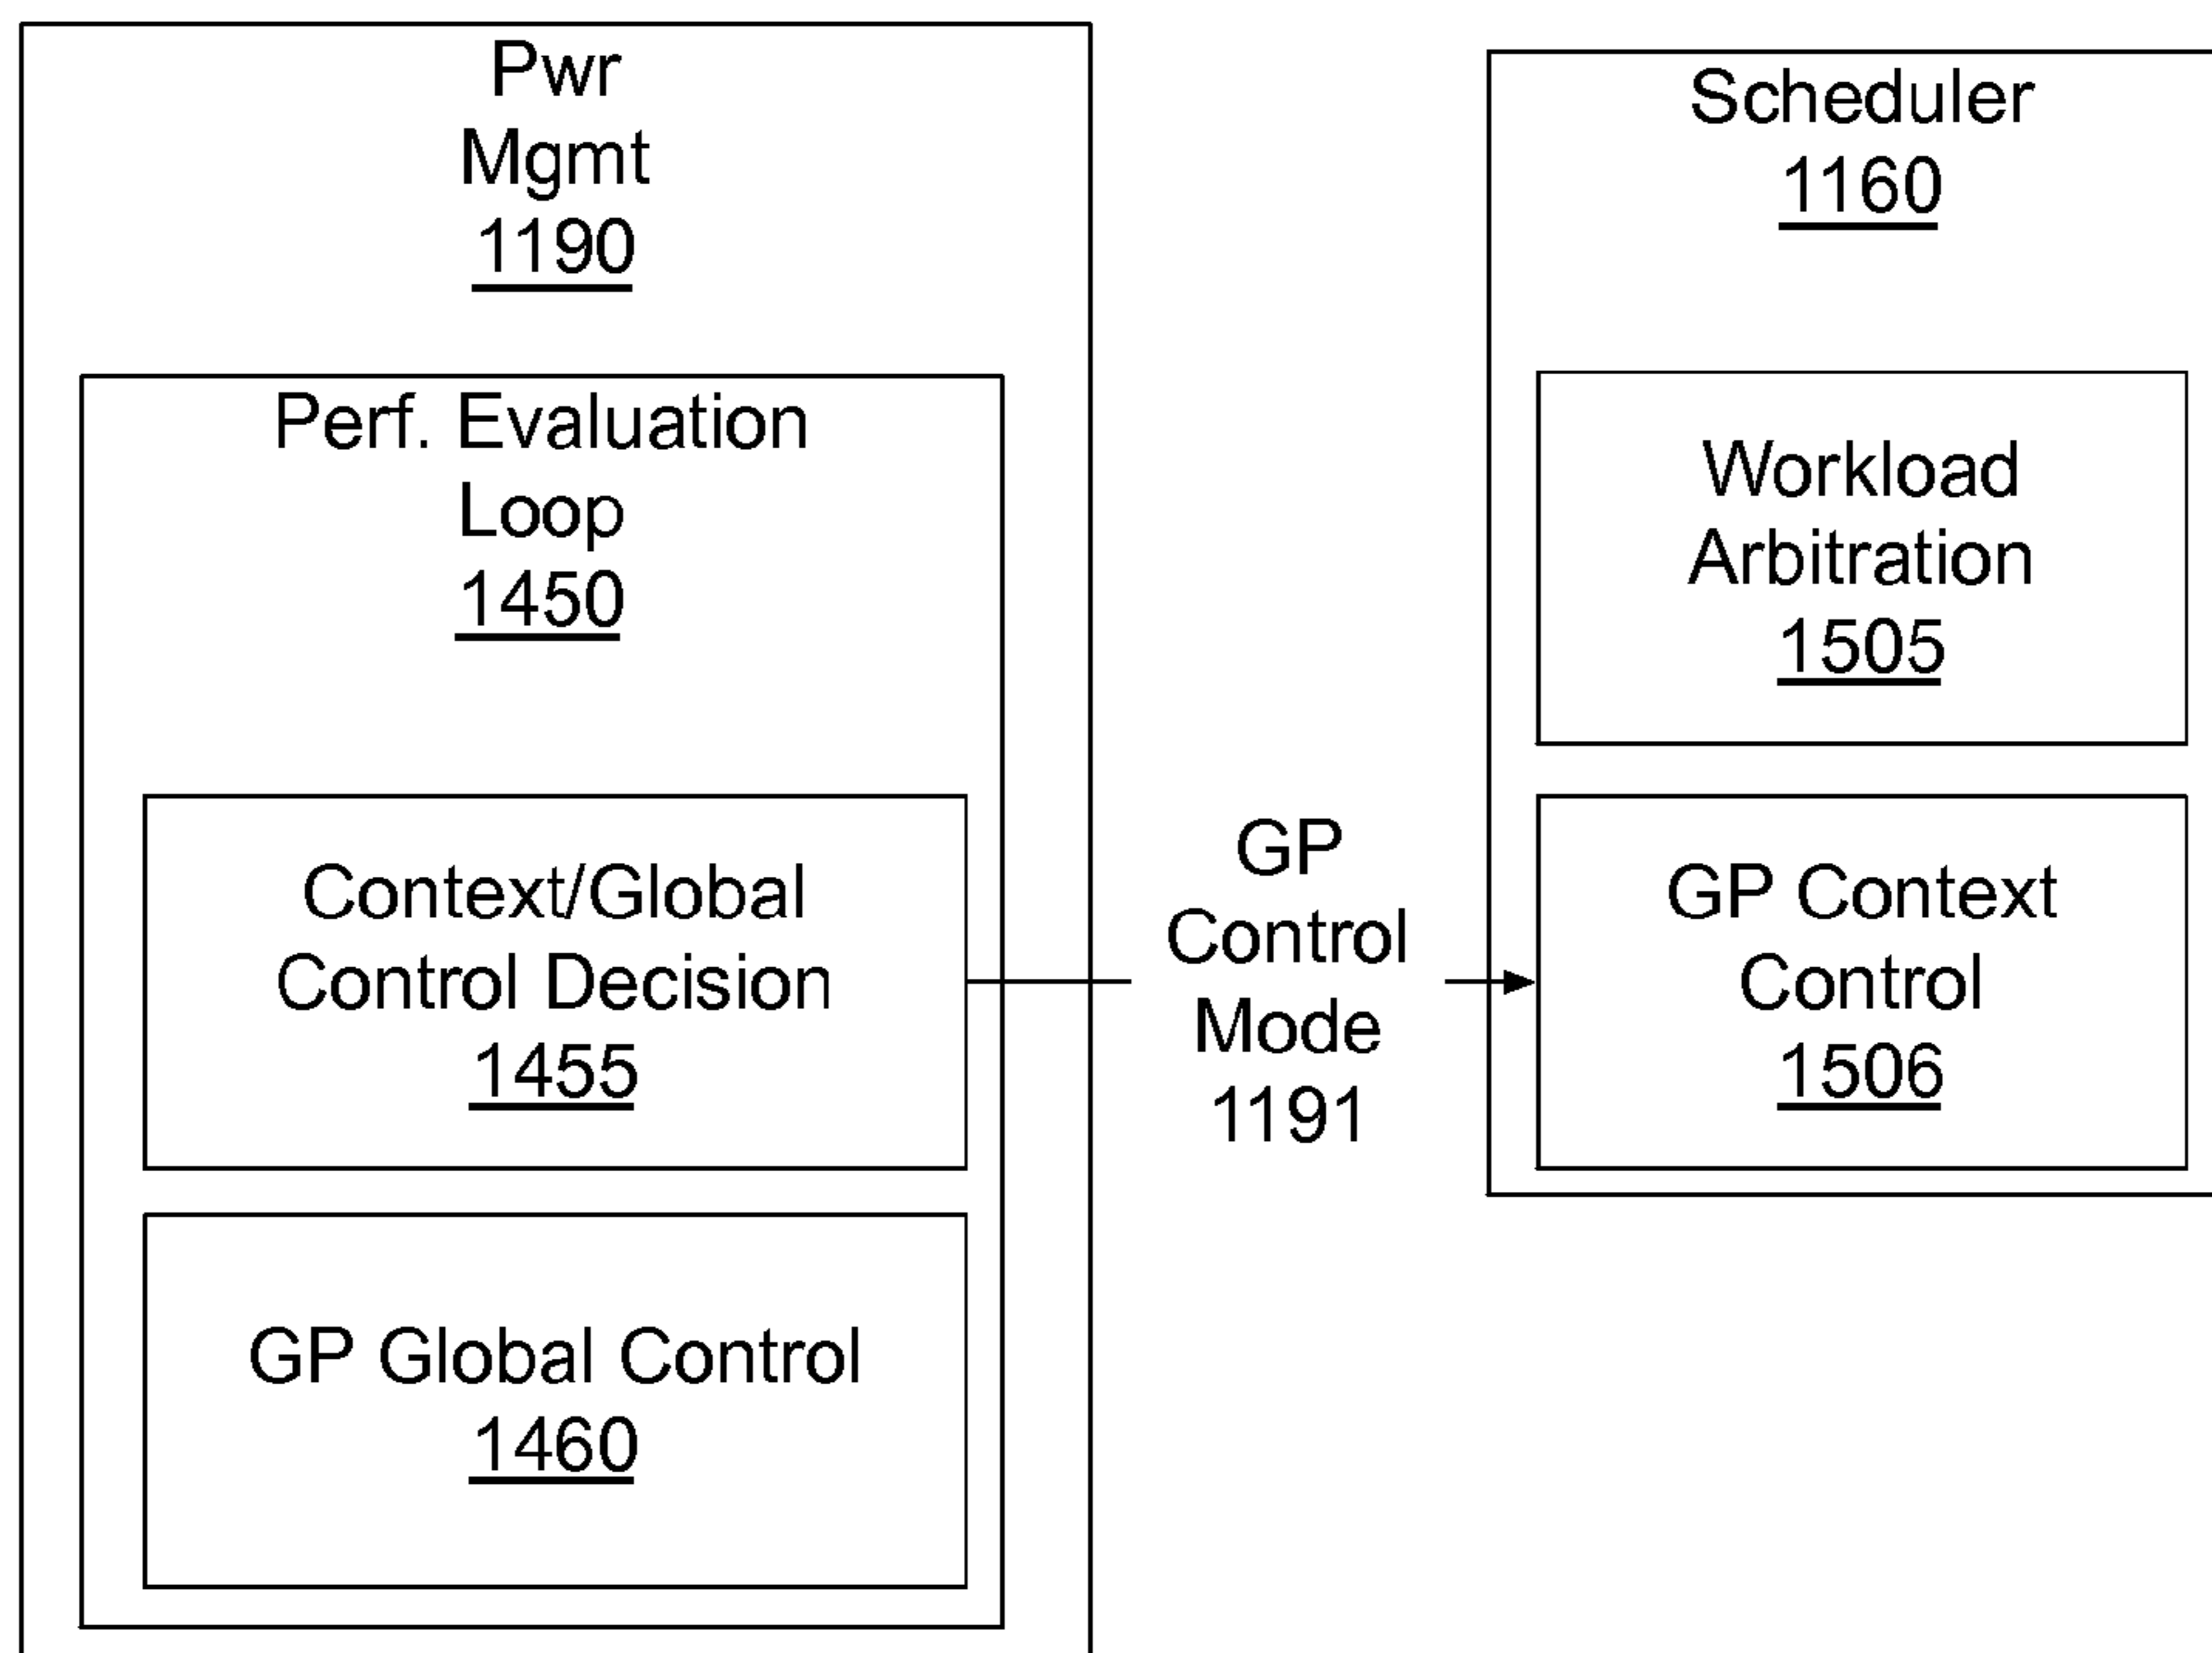 Pwr
Mgmt
1190
Perf. Evaluation
Loop
1450
Context/Global
Control Decision
1455
GP Global Control
1460
GP
Control
Mode
1191
Scheduler
1160
Workload
Arbitration
1505
GP Context
Control
1506